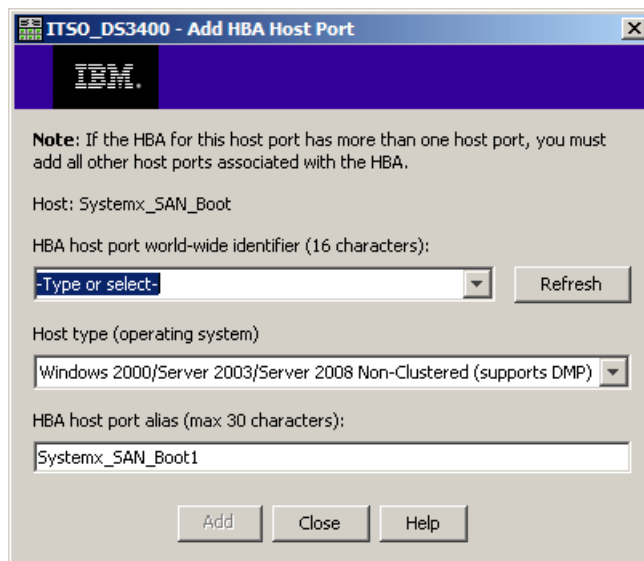 ITSO_DS3400 - Add HBA Host Port
IBM.
Note: If the HBA for this host port has more than one host port, you must
add all other host ports associated with the HBA.
Host: Systemx_SAN_Boot
HBA host port world-wide identifier (16 characters):
-Type or select-
Refresh
Host type (operating system)
Windows 2000/Server 2003/Server 2008 Non-Clustered (supports DMP)
HBA host port alias (max 30 characters):
Systemx_SAN_Boot1
Add Close Help